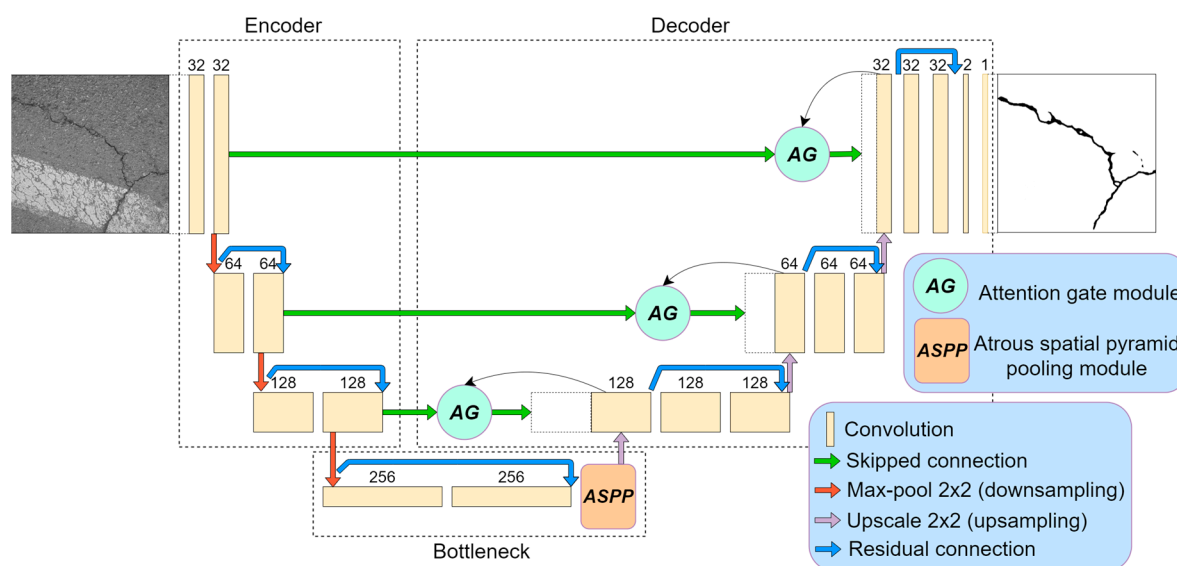 Encoder
Decoder
32 32
32 32 32 2 1
AG
64 64
64 64 64
AG
128 128
128 128 128
AG
256 256
ASPP
Bottleneck
AG Attention gate module
ASPP Atrous spatial pyramid
pooling module
Convolution
Skipped connection
Max-pool 2x2 (downsampling)
Upscale 2x2 (upsampling)
Residual connection